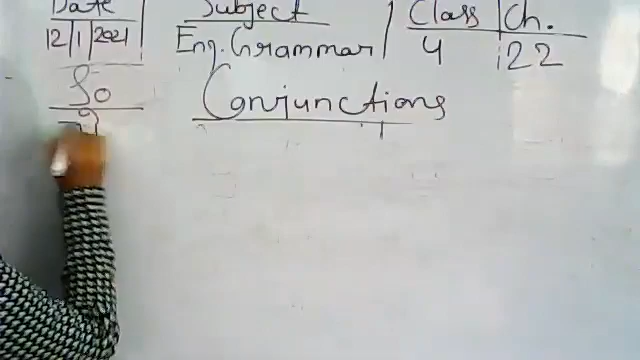 Date | Subject | Class | Ch.
12|1|2021 | Eng. Grammar | 4 | 22
So Conjunctions